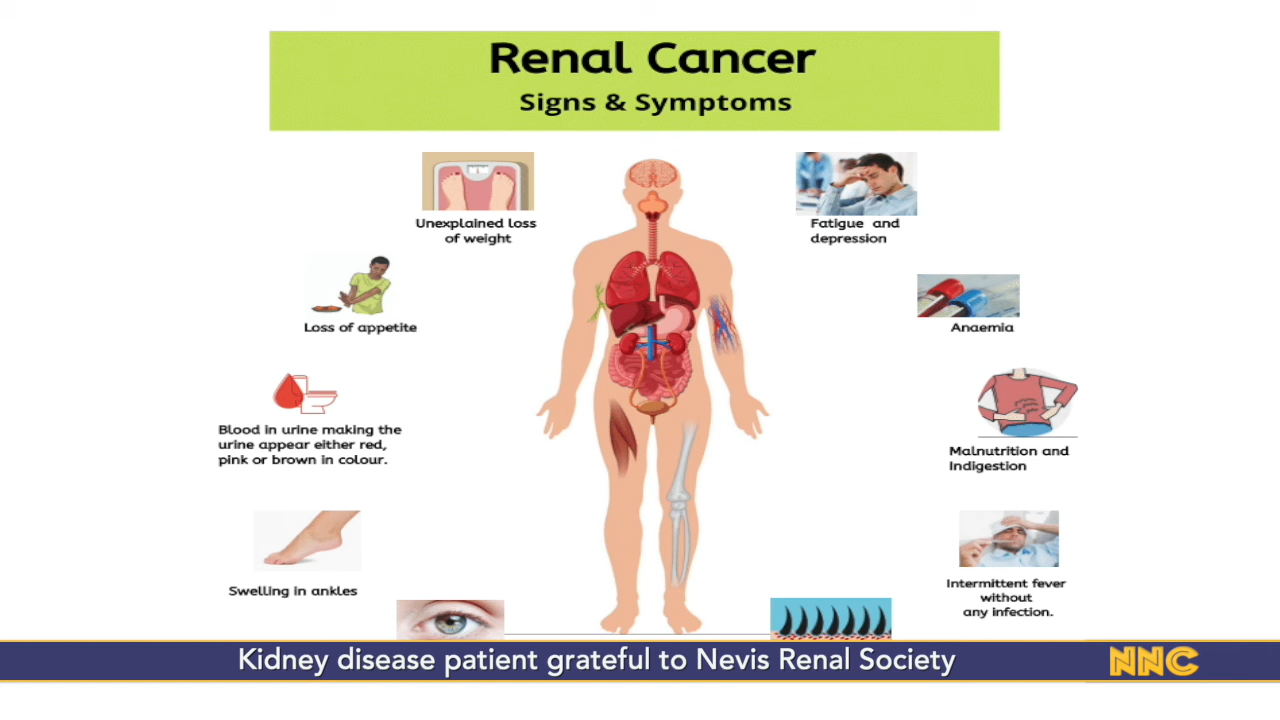 Renal Cancer
Signs & Symptoms
Unexplained loss
of weight
Fatigue and
depression
Loss of appetite
Anaemia
Blood in urine making the
urine appear either red,
pink or brown in colour.
Malnutrition and
Indigestion
Swelling in ankles
Intermittent fever
without
any infection.
Kidney disease patient grateful to Nevis Renal Society
NNC